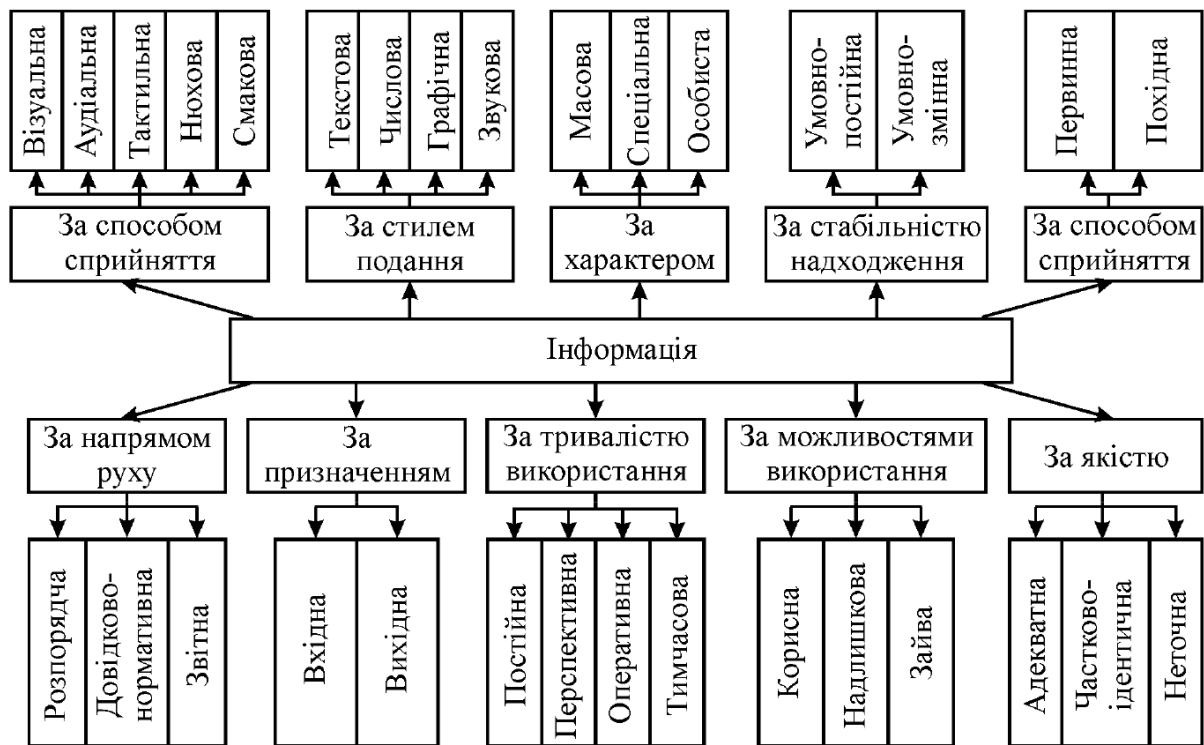 Візуальна
Аудіальна
Тактильна
Нюхова
Смакова
Текстова
Числова
Графічна
Звукова
Масова
Спеціальна
Особиста
Умовно-
постійна
Умовно-
змінна
Первинна
Похідна
За способом
сприйняття
За стилем
подання
За
характером
За стабільністю
надходження
За способом
сприйняття
Інформація
За напрямом
руху
За
призначенням
За тривалістю
використання
За можливостями
використання
За якістю
Розпорядча
Довідково-
нормативна
Звітна
Вхідна
Вихідна
Постійна
Перспективна
Оперативна
Тимчасова
Корисна
Надлишкова
Зайва
Адекватна
Частково-
ідентична
Неточна